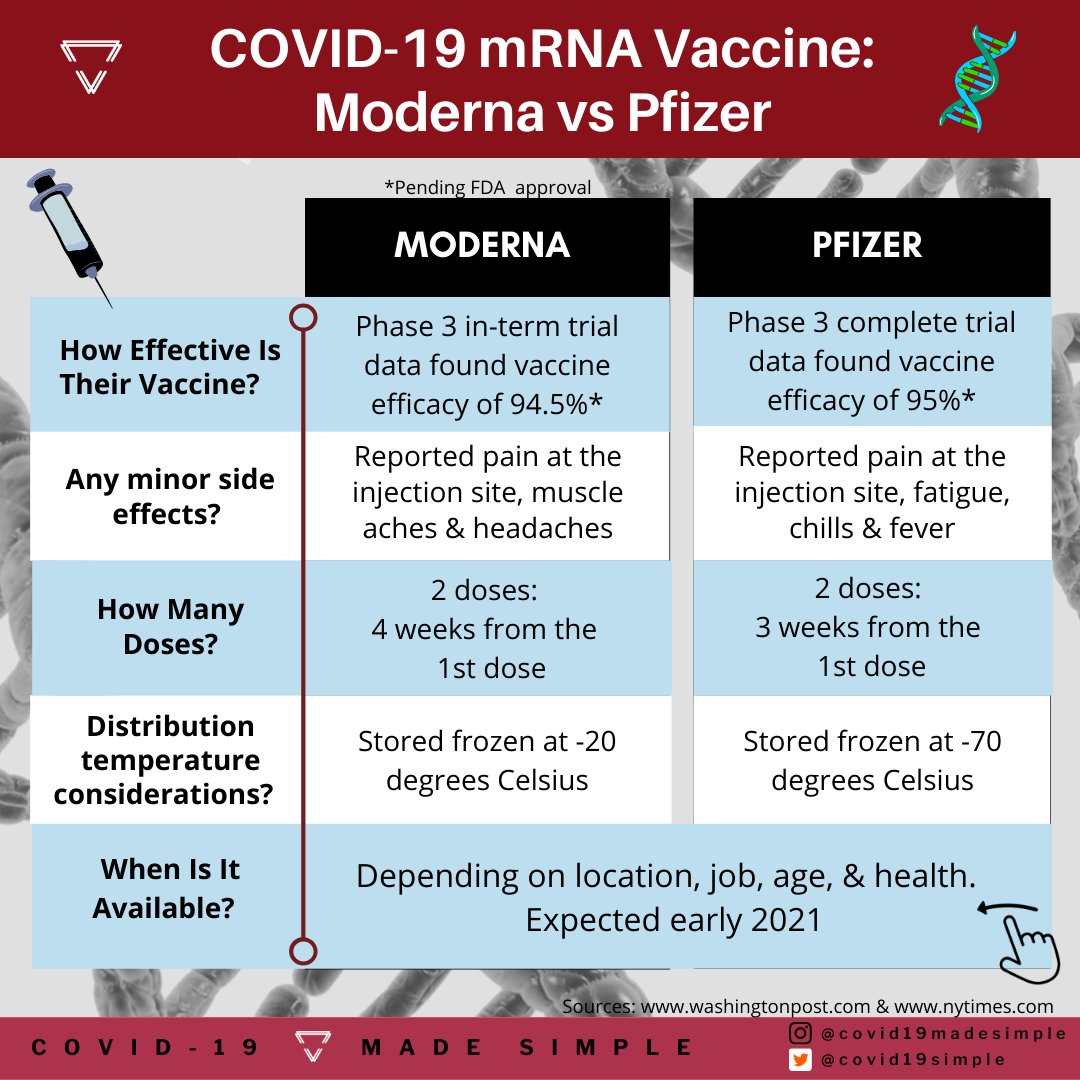 COVID-19 mRNA Vaccine:
Moderna vs Pfizer
*Pending FDA approval
MODERNA
PFIZER
How Effective Is
Their Vaccine?
Phase 3 in-term trial
data found vaccine
efficacy of 94.5%*
Phase 3 complete trial
data found vaccine
efficacy of 95%*
Any minor side
effects?
Reported pain at the
injection site, muscle
aches & headaches
Reported pain at the
injection site, fatigue,
chills & fever
How Many
Doses?
2 doses:
4 weeks from the
1st dose
2 doses:
3 weeks from the
1st dose
Distribution
temperature
considerations?
Stored frozen at -20
degrees Celsius
Stored frozen at -70
degrees Celsius
When Is It
Available?
Depending on location, job, age, & health.
Expected early 2021
Sources: www.washingtonpost.com & www.nytimes.com
COVID-19 MADE SIMPLE
@covid19madesimple
@covid19simple